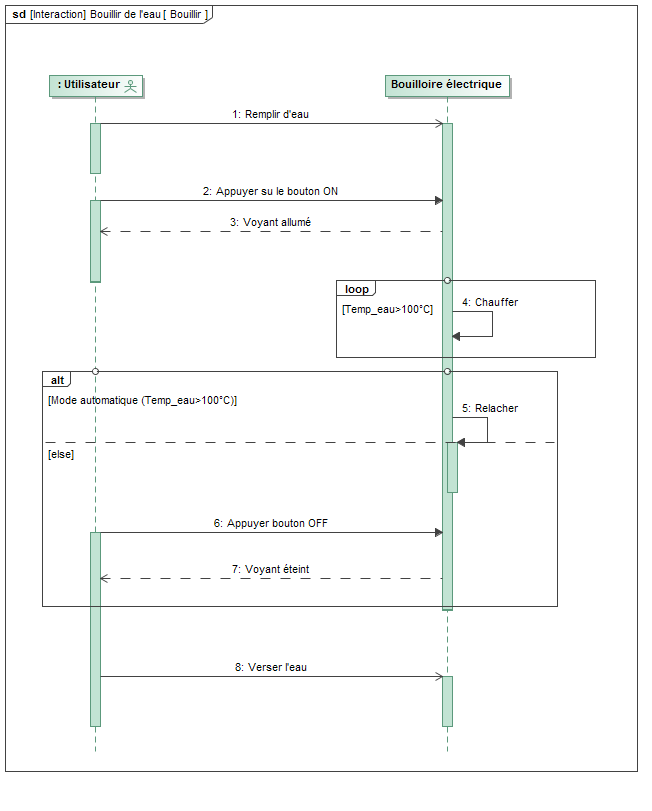 sd [Interaction] Bouillir de l'eau [ Bouillir ]
: Utilisateur
Bouilloire électrique
1: Remplir d'eau
2: Appuyer su le bouton ON
3: Voyant allumé
loop
4: Chauffer
[Temp_eau>100°C]
alt
[Mode automatique (Temp_eau>100°C)]
5: Relacher
[else]
6: Appuyer bouton OFF
7: Voyant éteint
8: Verser l'eau